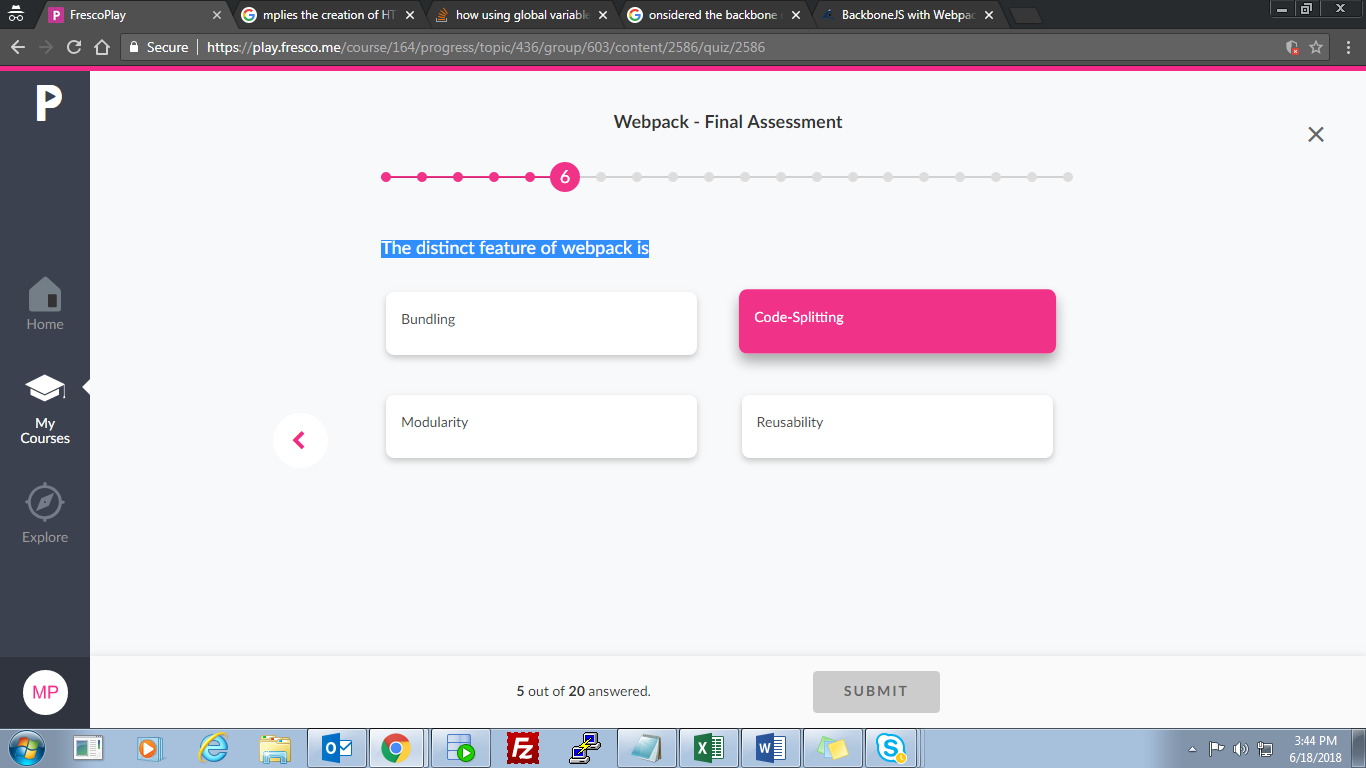 FrescoPlay
mplies the creation of HT
how using global variable
onsidered the backbone
BackboneJS with Webpac
Secure
https://play.fresco.me/course/164/progress/topic/436/group/603/content/2586/quiz/2586
P
Webpack - Final Assessment
6
The distinct feature of webpack is
Bundling
Code-Splitting
Modularity
Reusability
Home
My
Courses
Explore
MP
5 out of 20 answered.
SUBMIT
3:44 PM
6/18/2018